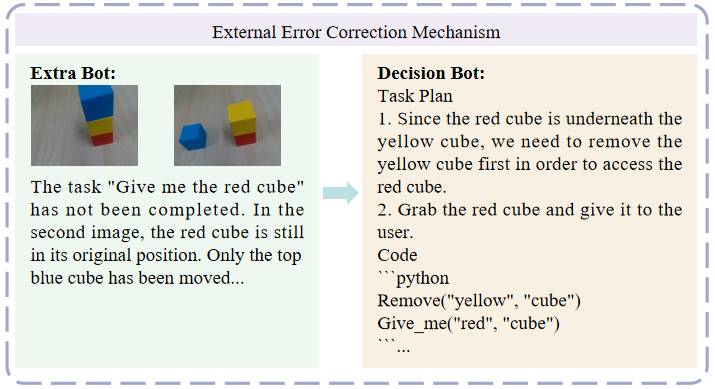 External Error Correction Mechanism
Extra Bot:
The task "Give me the red cube"
has not been completed. In the
second image, the red cube is still
in its original position. Only the top
blue cube has been moved...
Decision Bot:
Task Plan
1. Since the red cube is underneath the
yellow cube, we need to remove the
yellow cube first in order to access the
red cube.
2. Grab the red cube and give it to the
user.
Code
```python
Remove("yellow", "cube")
Give_me("red", "cube")
```...